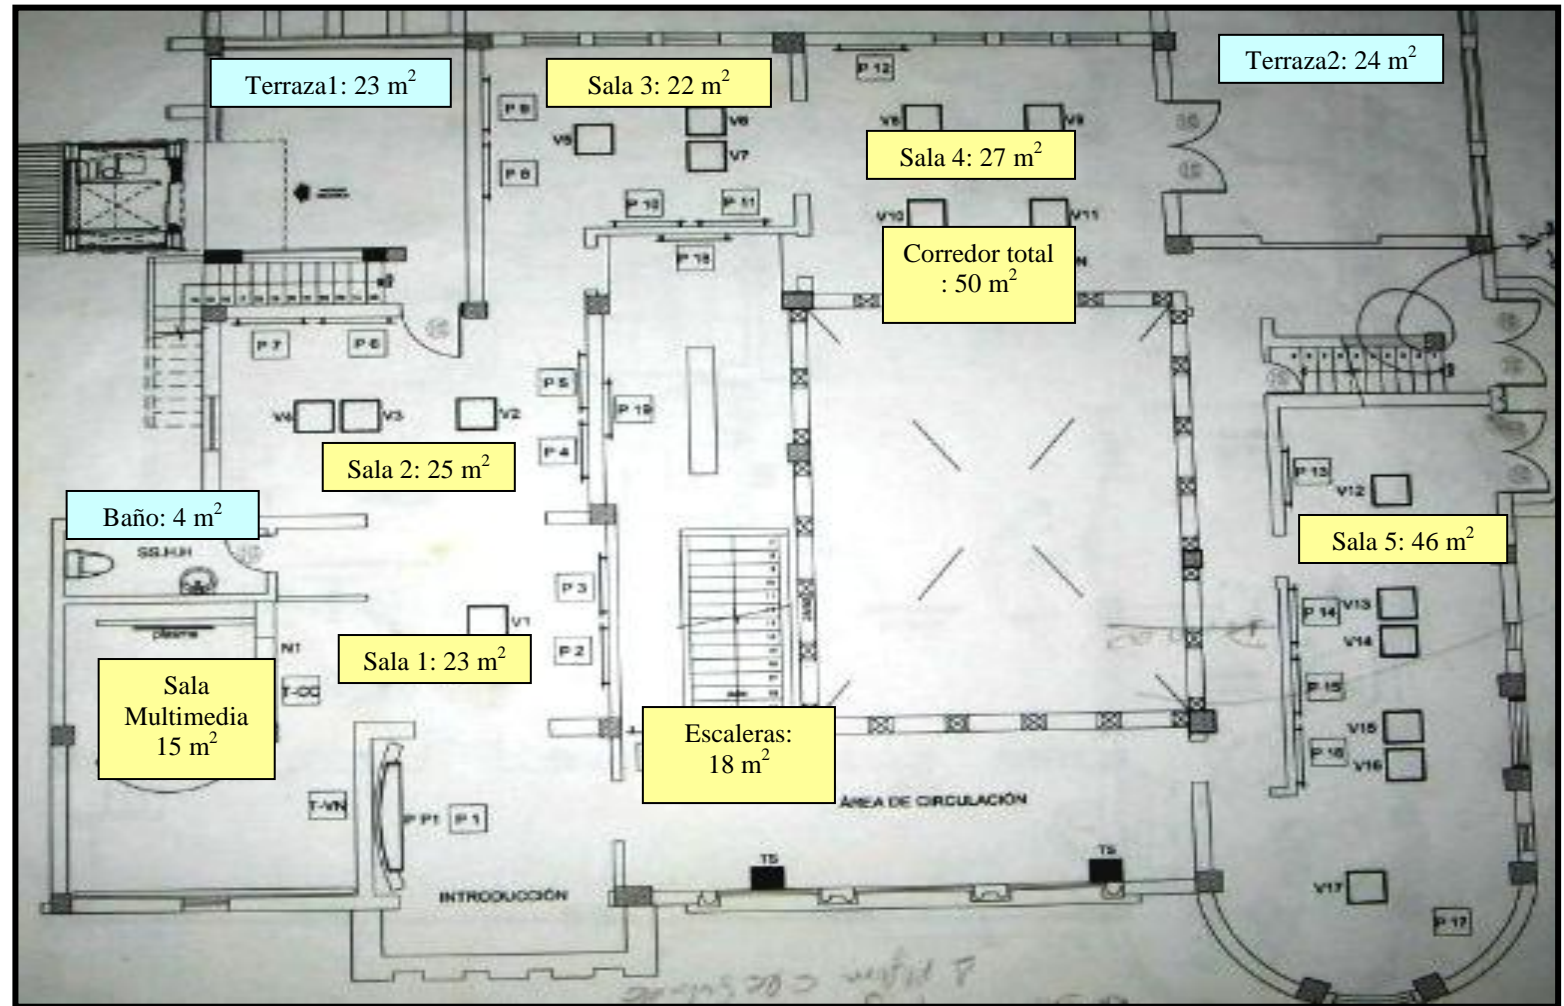 Terraza1: 23 m²
Sala 3: 22 m²
Terraza2: 24 m²
P 12
P 9
V5
V6
V7
P 8
V8
V9
Sala 4: 27 m²
P 10
P 11
V10
V11
P 18
Corredor total
: 50 m²
P 7
P 6
P 5
V4
V3
V2
P 19
P 4
Sala 2: 25 m²
P 13
V12
Baño: 4 m²
SS.HH
Sala 5: 46 m²
P 3
V1
plasma
P 2
P 14
V13
V14
Sala 1: 23 m²
Sala
Multimedia
15 m²
T-CC
P 15
Escaleras:
18 m²
V15
P 16
V16
T-VN
P P1
P 1
ÁREA DE CIRCULACIÓN
TS
TS
INTRODUCCIÓN
V17
P 17